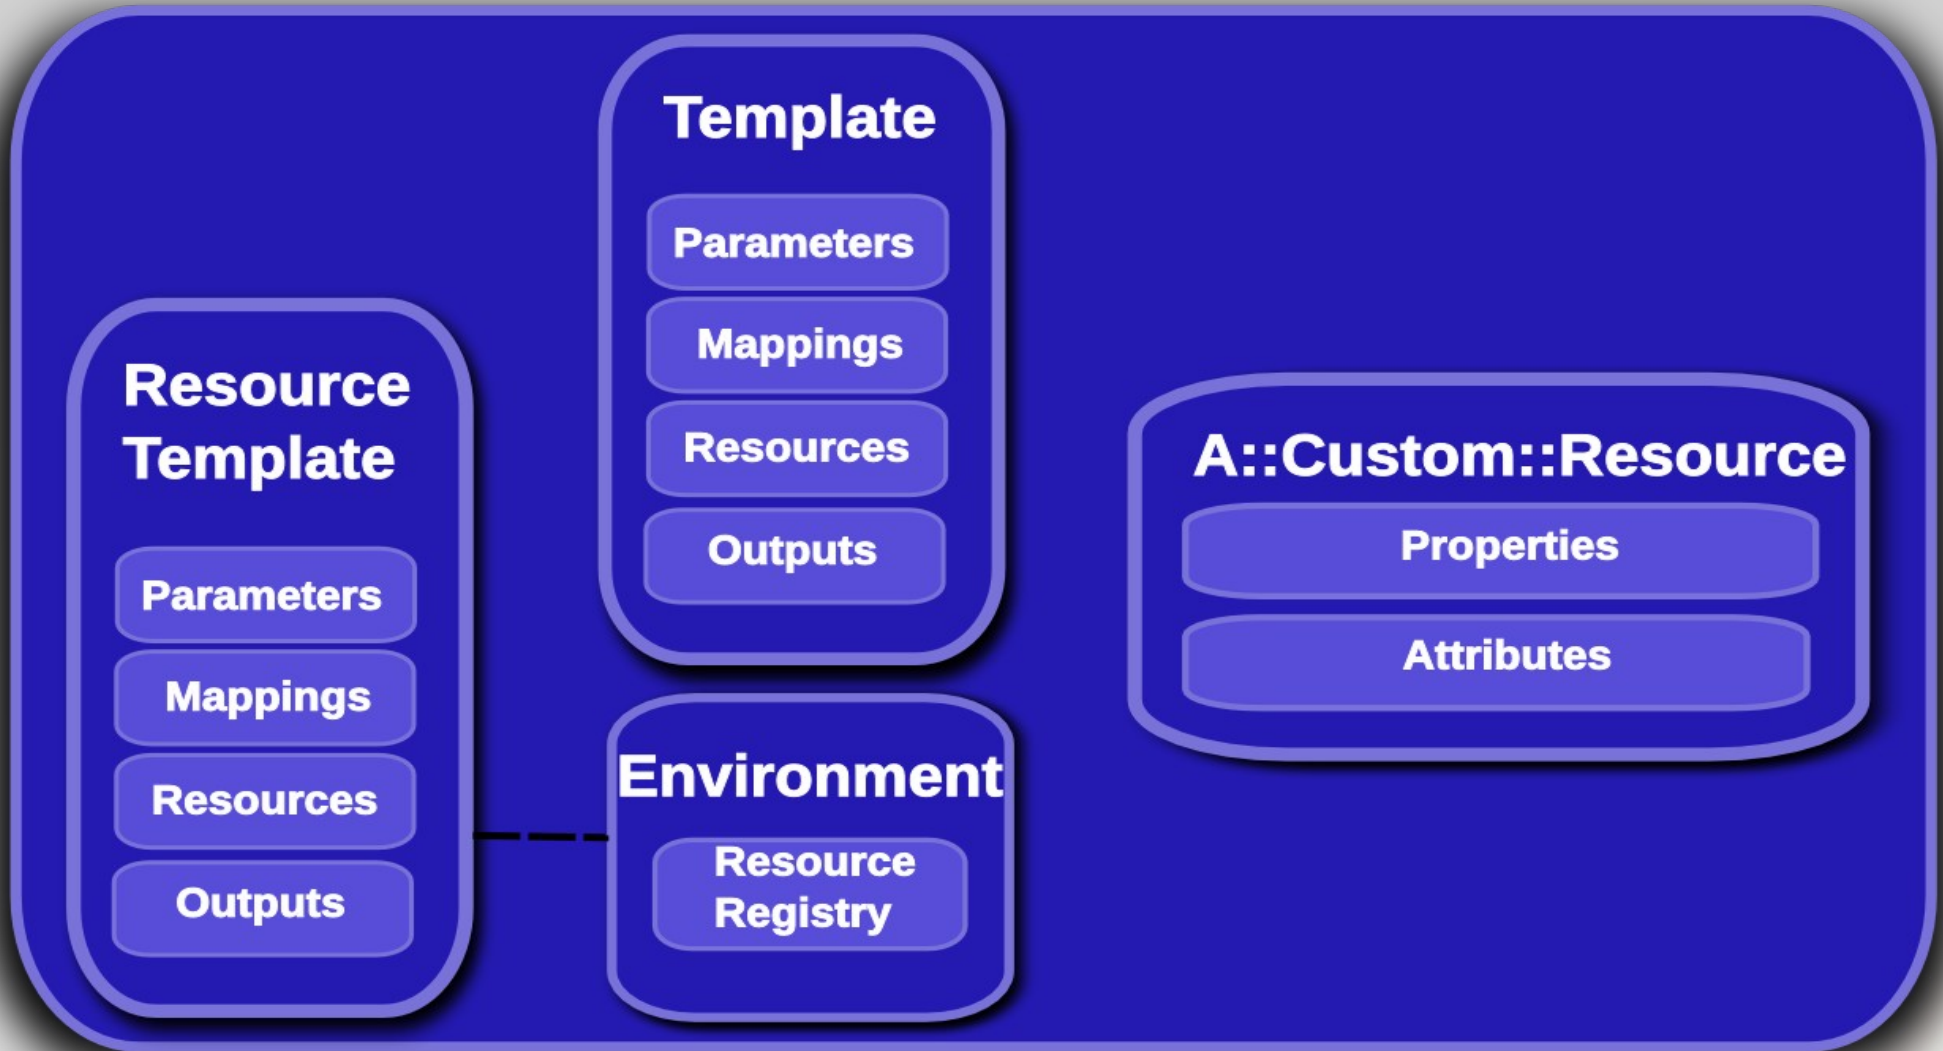 Template
Parameters
Mappings
Resources
Outputs
Resource
Template
Parameters
Mappings
Resources
Outputs
Environment
Resource
Registry
A::Custom::Resource
Properties
Attributes